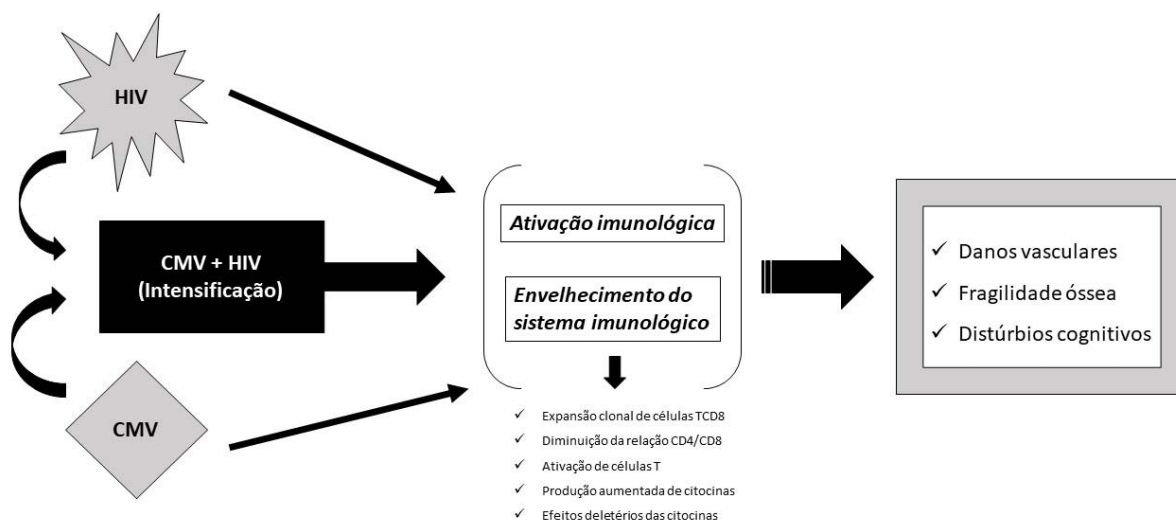 HIV
CMV + HIV
(Intensificação)
CMV
Ativação imunológica
Envelhecimento do
sistema imunológico
✓ Expansão clonal de células TCD8
✓ Diminuição da relação CD4/CD8
✓ Ativação de células T
✓ Produção aumentada de citocinas
✓ Efeitos deletérios das citocinas
✓ Danos vasculares
✓ Fragilidade óssea
✓ Distúrbios cognitivos